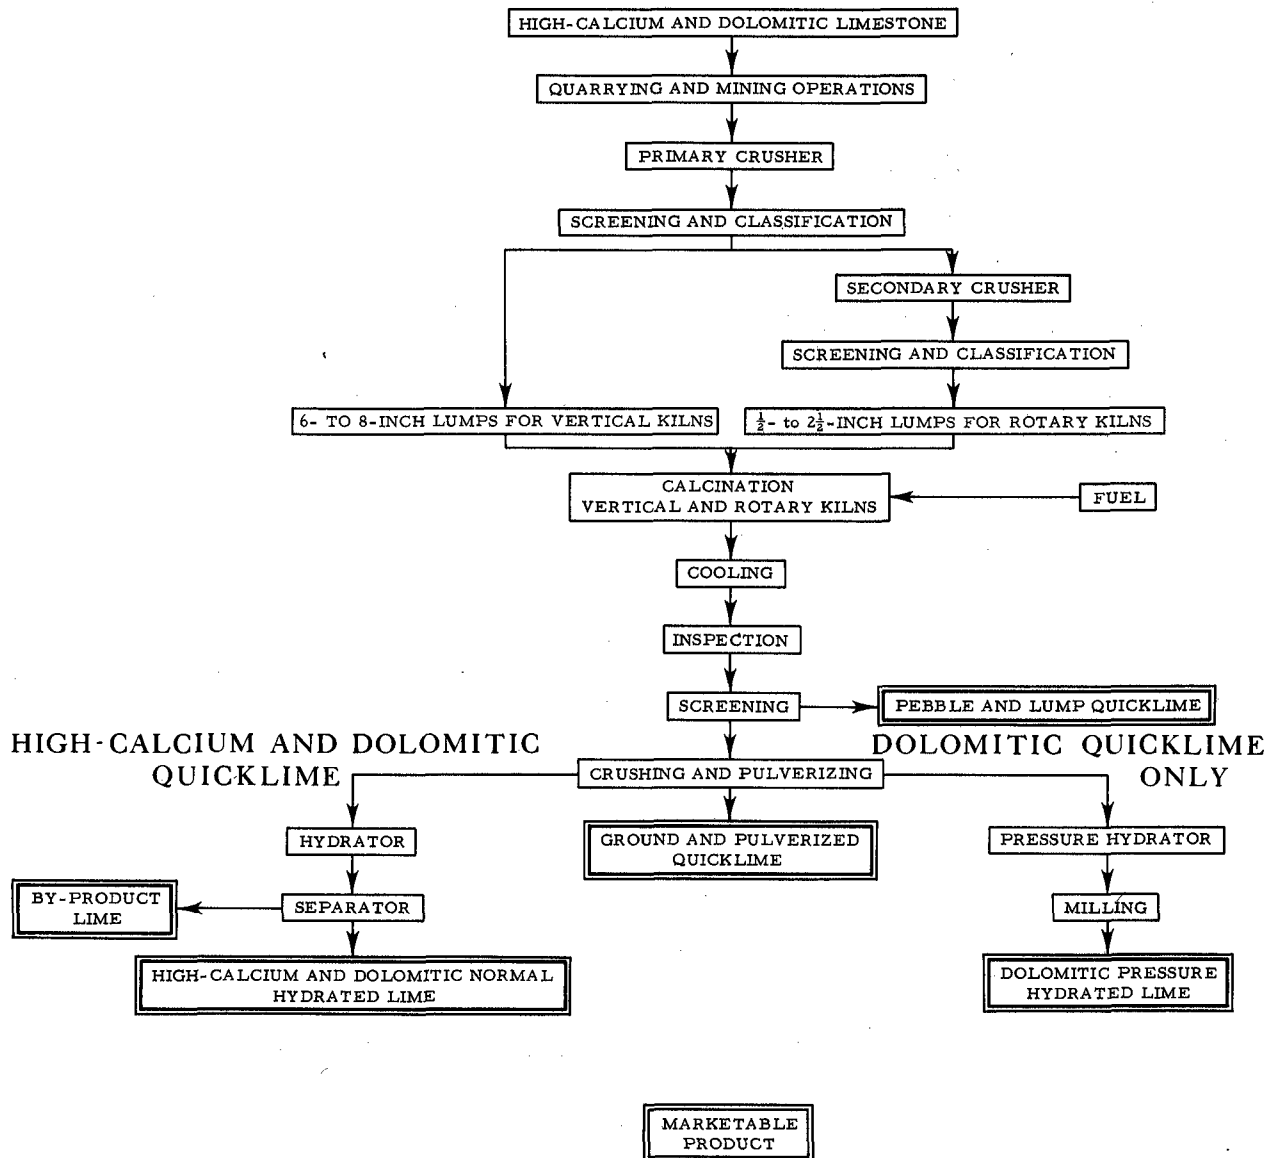 HIGH-CALCIUM AND DOLOMITIC LIMESTONE
QUARRYING AND MINING OPERATIONS
PRIMARY CRUSHER
SCREENING AND CLASSIFICATION
SECONDARY CRUSHER
SCREENING AND CLASSIFICATION
6- TO 8-INCH LUMPS FOR VERTICAL KILNS
½- to 2½-INCH LUMPS FOR ROTARY KILNS
CALCINATION
VERTICAL AND ROTARY KILNS
FUEL
COOLING
INSPECTION
SCREENING
PEBBLE AND LUMP QUICKLIME
HIGH-CALCIUM AND DOLOMITIC
QUICKLIME
DOLOMITIC QUICKLIME
ONLY
CRUSHING AND PULVERIZING
HYDRATOR
GROUND AND PULVERIZED
QUICKLIME
PRESSURE HYDRATOR
BY-PRODUCT
LIME
SEPARATOR
MILLING
HIGH-CALCIUM AND DOLOMITIC NORMAL
HYDRATED LIME
DOLOMITIC PRESSURE
HYDRATED LIME
MARKETABLE
PRODUCT